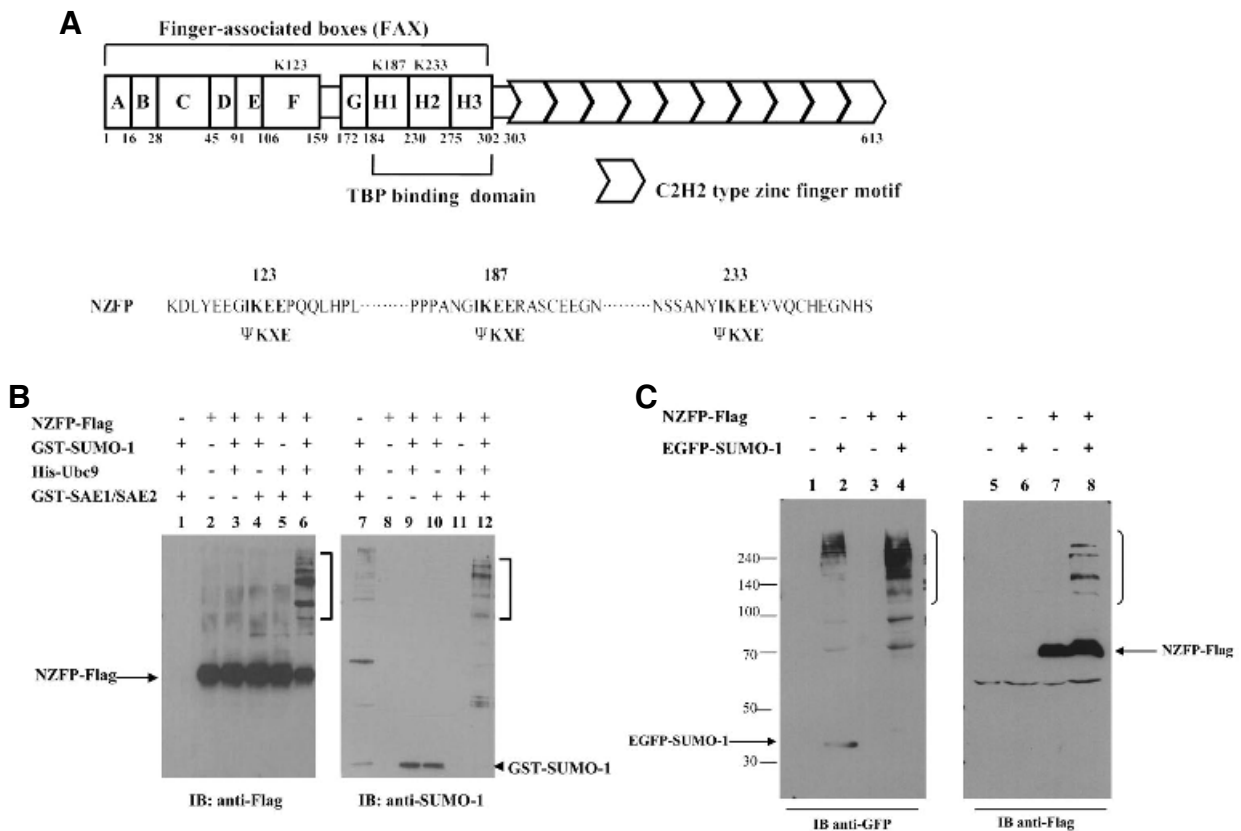 A
Finger-associated boxes (FAX)
K123 K187 K233
A B C D E F G H1 H2 H3
1 16 28 45 91 106 159 172 184 230 275 302 303 613
TBP binding domain
C2H2 type zinc finger motif
123 187 233
NZFP KDLYEEGIKEEPQQLHPL·········PPPANGIKEERASCEEGN·········NSSANYIKEEVVQCHEGNHS
ΨKXE ΨKXE ΨKXE
B
NZFP-Flag - + + + + + - + + + + +
GST-SUMO-1 + - + + - + + - + + - +
His-Ubc9 + - + - + + + - + - + +
GST-SAE1/SAE2 + - - + + + + - - + + +
1 2 3 4 5 6 7 8 9 10 11 12
NZFP-Flag
GST-SUMO-1
IB: anti-Flag IB: anti-SUMO-1
C
NZFP-Flag - - + + - - + +
EGFP-SUMO-1 - + - + - + - +
1 2 3 4 5 6 7 8
240
140
100
70
50
30
NZFP-Flag
EGFP-SUMO-1
IB anti-GFP IB anti-Flag